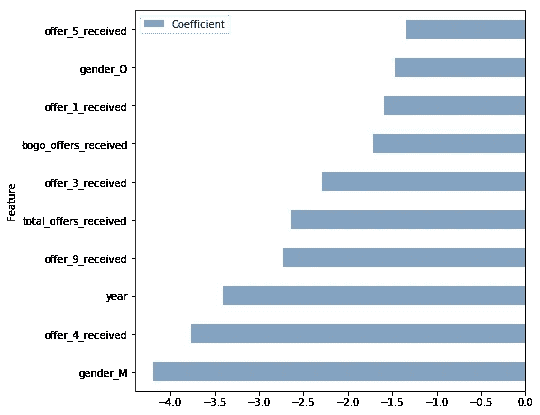 Coefficient
offer_5_received
gender_O
offer_1_received
bogo_offers_received
offer_3_received
total_offers_received
offer_9_received
year
offer_4_received
gender_M
Feature
-4.0 -3.5 -3.0 -2.5 -2.0 -1.5 -1.0 -0.5 0.0